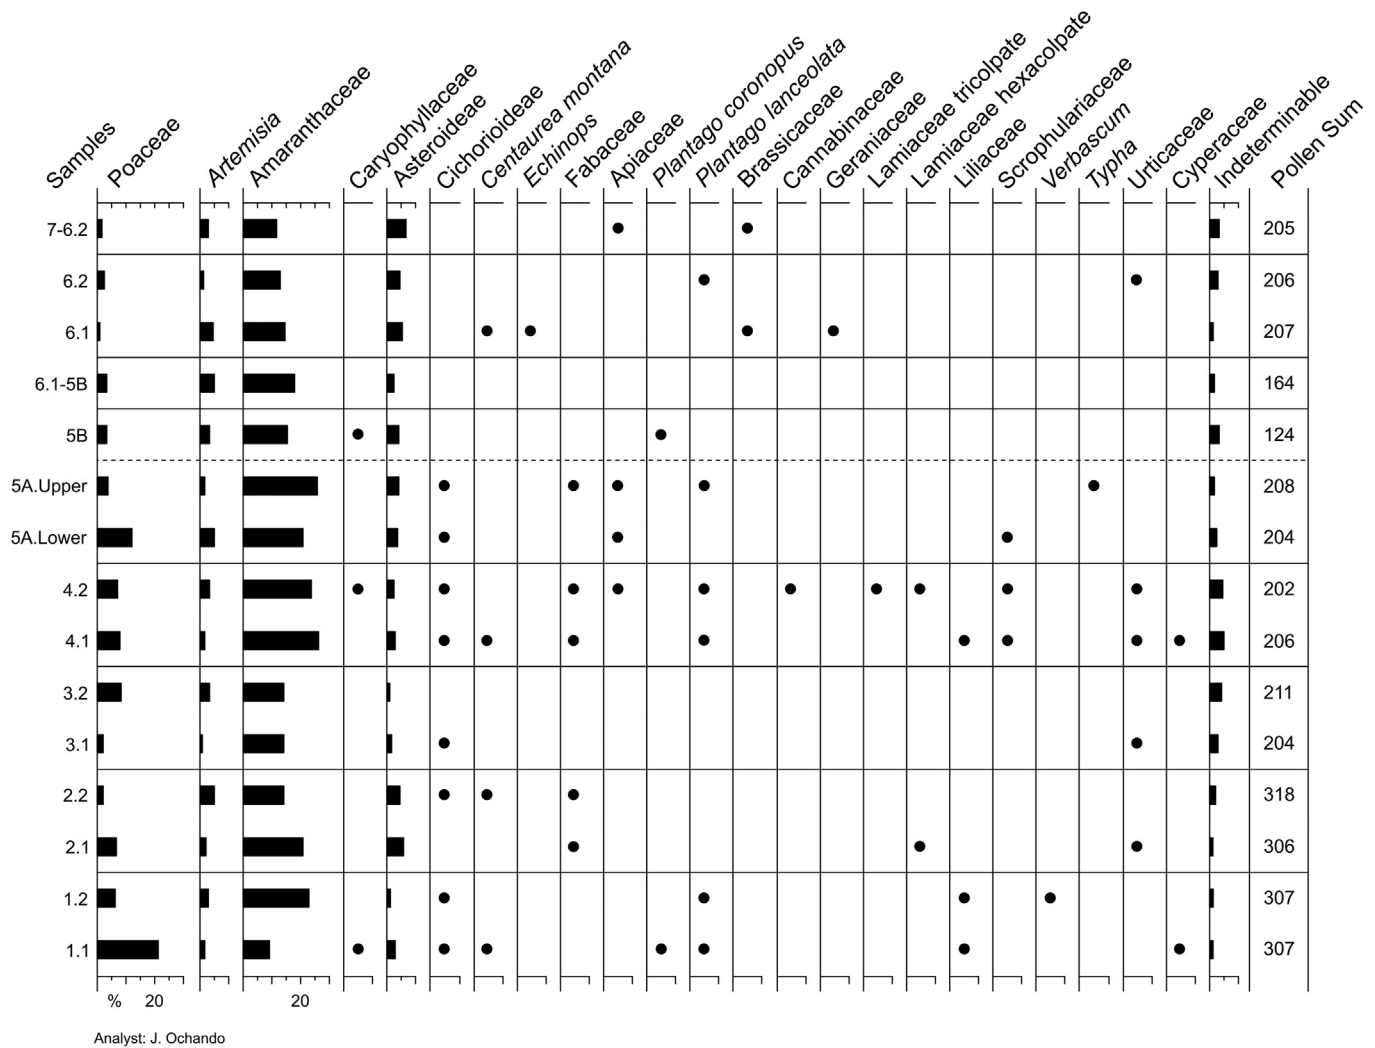 Samples
Poaceae
Artemisia
Amaranthaceae
Caryophyllaceae
Asteroideae
Cichorioideae
Centaurea montana
Echinops
Fabaceae
Apiaceae
Plantago coronopus
Plantago lanceolata
Brassicaceae
Cannabinaceae
Geraniaceae
Lamiaceae tricolpate
Lamiaceae hexacolpate
Liliaceae
Scrophulariaceae
Verbascum
Typha
Urticaceae
Cyperaceae
Indeterminable
Pollen Sum
7-6.2 205
6.2 206
6.1 207
6.1-5B 164
5B 124
5A.Upper 208
5A.Lower 204
4.2 202
4.1 206
3.2 211
3.1 204
2.2 318
2.1 306
1.2 307
1.1 307
% 20 20
Analyst: J. Ochando